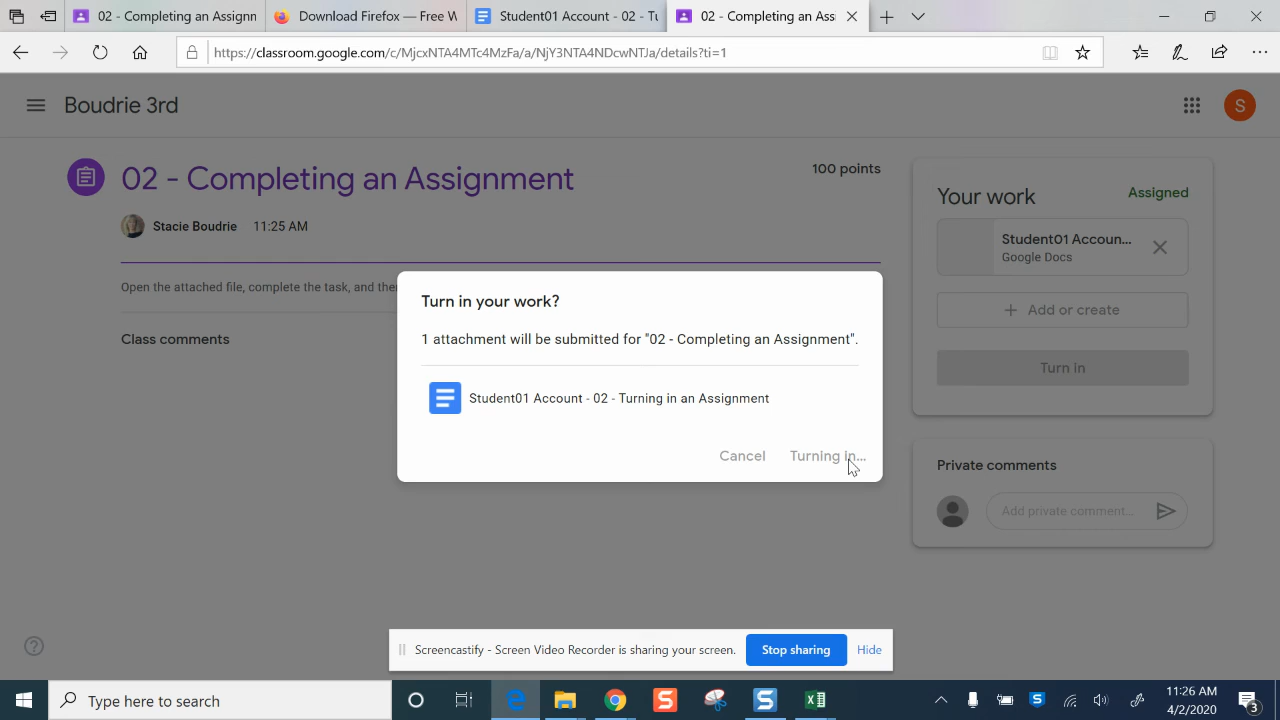 02 - Completing an Assignm
Download Firefox — Free W
Student01 Account - 02 - Tu
02 - Completing an Assi
https://classroom.google.com/c/MjcxNTA4MTc4MzFa/a/NjY3NTA4NDcwNTJa/details?ti=1
Boudrie 3rd
S
02 - Completing an Assignment
100 points
Stacie Boudrie 11:25 AM
Open the attached file, complete the task, and the
Class comments
Your work
Assigned
Student01 Accoun...
Google Docs
+ Add or create
Turn in
Private comments
Add private comment...
Turn in your work?
1 attachment will be submitted for "02 - Completing an Assignment".
Student01 Account - 02 - Turning in an Assignment
Cancel
Turning in...
Screencastify - Screen Video Recorder is sharing your screen.
Stop sharing
Hide
Type here to search
11:26 AM
4/2/2020
3